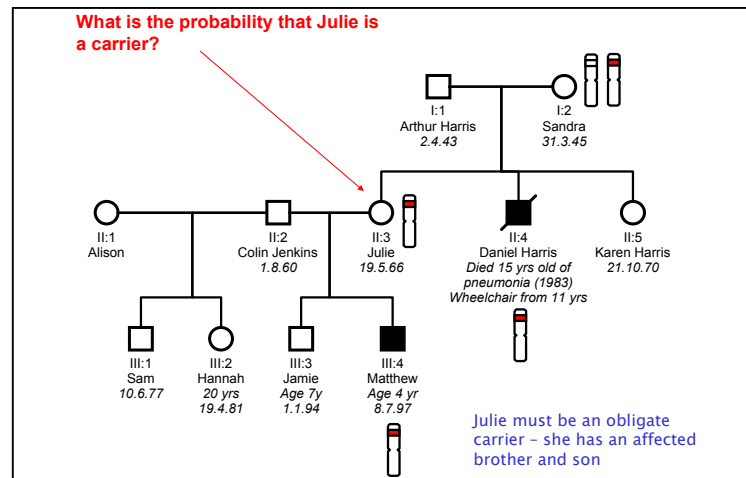 What is the probability that Julie is
a carrier?
I:1
Arthur Harris
2.4.43
I:2
Sandra
31.3.45
II:1
Alison
II:2
Colin Jenkins
1.8.60
II:3
Julie
19.5.66
II:4
Daniel Harris
Died 15 yrs old of
pneumonia (1983)
Wheelchair from 11 yrs
II:5
Karen Harris
21.10.70
III:1
Sam
10.6.77
III:2
Hannah
20 yrs
19.4.81
III:3
Jamie
Age 7y
1.1.94
III:4
Matthew
Age 4 yr
8.7.97
Julie must be an obligate
carrier – she has an affected
brother and son